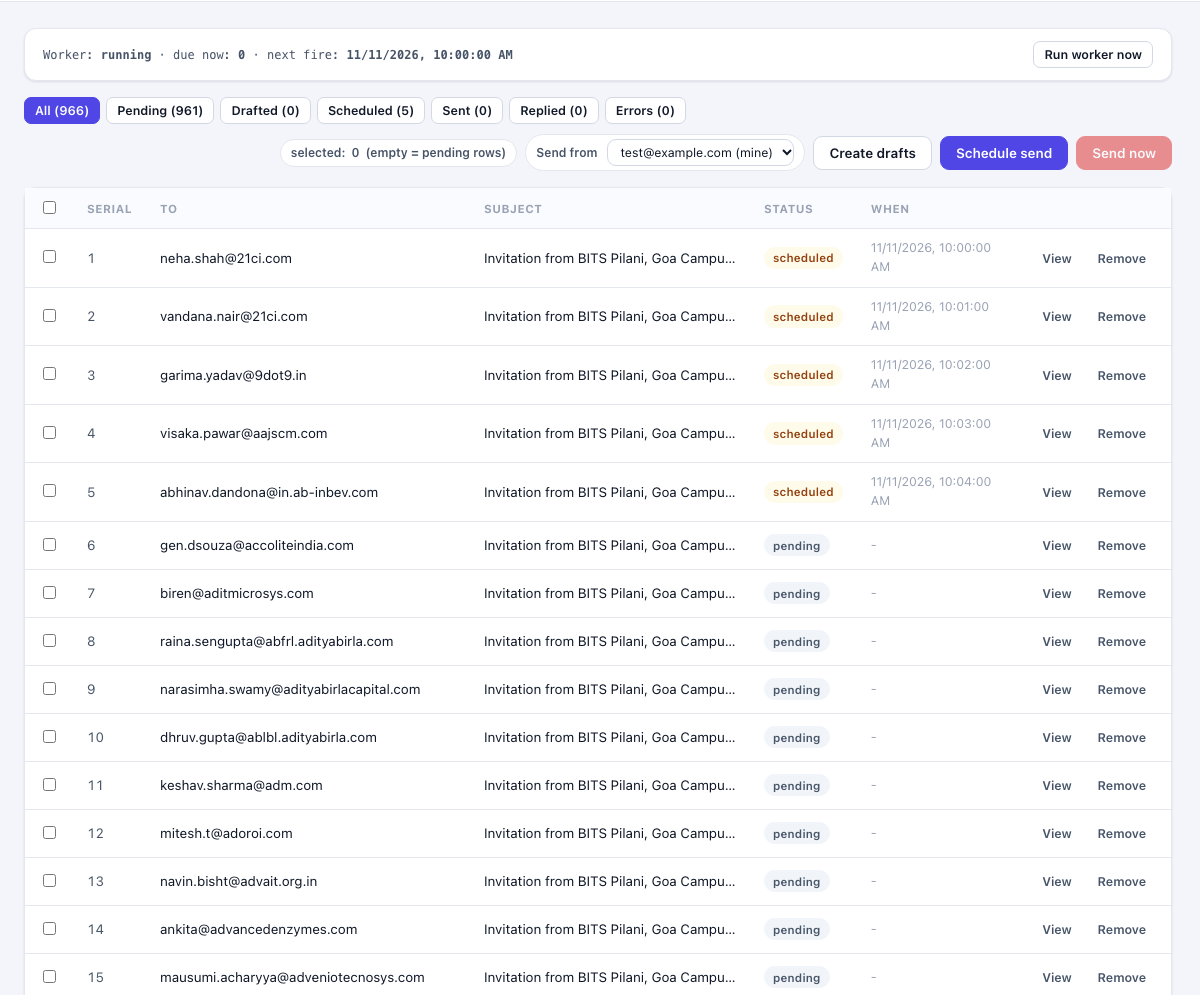 Worker: running · due now: 0 · next fire: 11/11/2026, 10:00:00 AM
Run worker now
All (966) Pending (961) Drafted (0) Scheduled (5) Sent (0) Replied (0) Errors (0)
selected: 0 (empty = pending rows) Send from test@example.com (mine) Create drafts Schedule send Send now
SERIAL TO SUBJECT STATUS WHEN
1 neha.shah@21ci.com Invitation from BITS Pilani, Goa Campu... scheduled 11/11/2026, 10:00:00 AM View Remove
2 vandana.nair@21ci.com Invitation from BITS Pilani, Goa Campu... scheduled 11/11/2026, 10:01:00 AM View Remove
3 garima.yadav@9dot9.in Invitation from BITS Pilani, Goa Campu... scheduled 11/11/2026, 10:02:00 AM View Remove
4 visaka.pawar@aajscm.com Invitation from BITS Pilani, Goa Campu... scheduled 11/11/2026, 10:03:00 AM View Remove
5 abhinav.dandona@in.ab-inbev.com Invitation from BITS Pilani, Goa Campu... scheduled 11/11/2026, 10:04:00 AM View Remove
6 gen.dsouza@accoliteindia.com Invitation from BITS Pilani, Goa Campu... pending - View Remove
7 biren@aditmicrosys.com Invitation from BITS Pilani, Goa Campu... pending - View Remove
8 raina.sengupta@abfrl.adityabirla.com Invitation from BITS Pilani, Goa Campu... pending - View Remove
9 narasimha.swamy@adityabirlacapital.com Invitation from BITS Pilani, Goa Campu... pending - View Remove
10 dhruv.gupta@ablbl.adityabirla.com Invitation from BITS Pilani, Goa Campu... pending - View Remove
11 keshav.sharma@adm.com Invitation from BITS Pilani, Goa Campu... pending - View Remove
12 mitesh.t@adoroi.com Invitation from BITS Pilani, Goa Campu... pending - View Remove
13 navin.bisht@advait.org.in Invitation from BITS Pilani, Goa Campu... pending - View Remove
14 ankita@advancedenzymes.com Invitation from BITS Pilani, Goa Campu... pending - View Remove
15 mausumi.acharyya@adveniotecnosys.com Invitation from BITS Pilani, Goa Campu... pending - View Remove